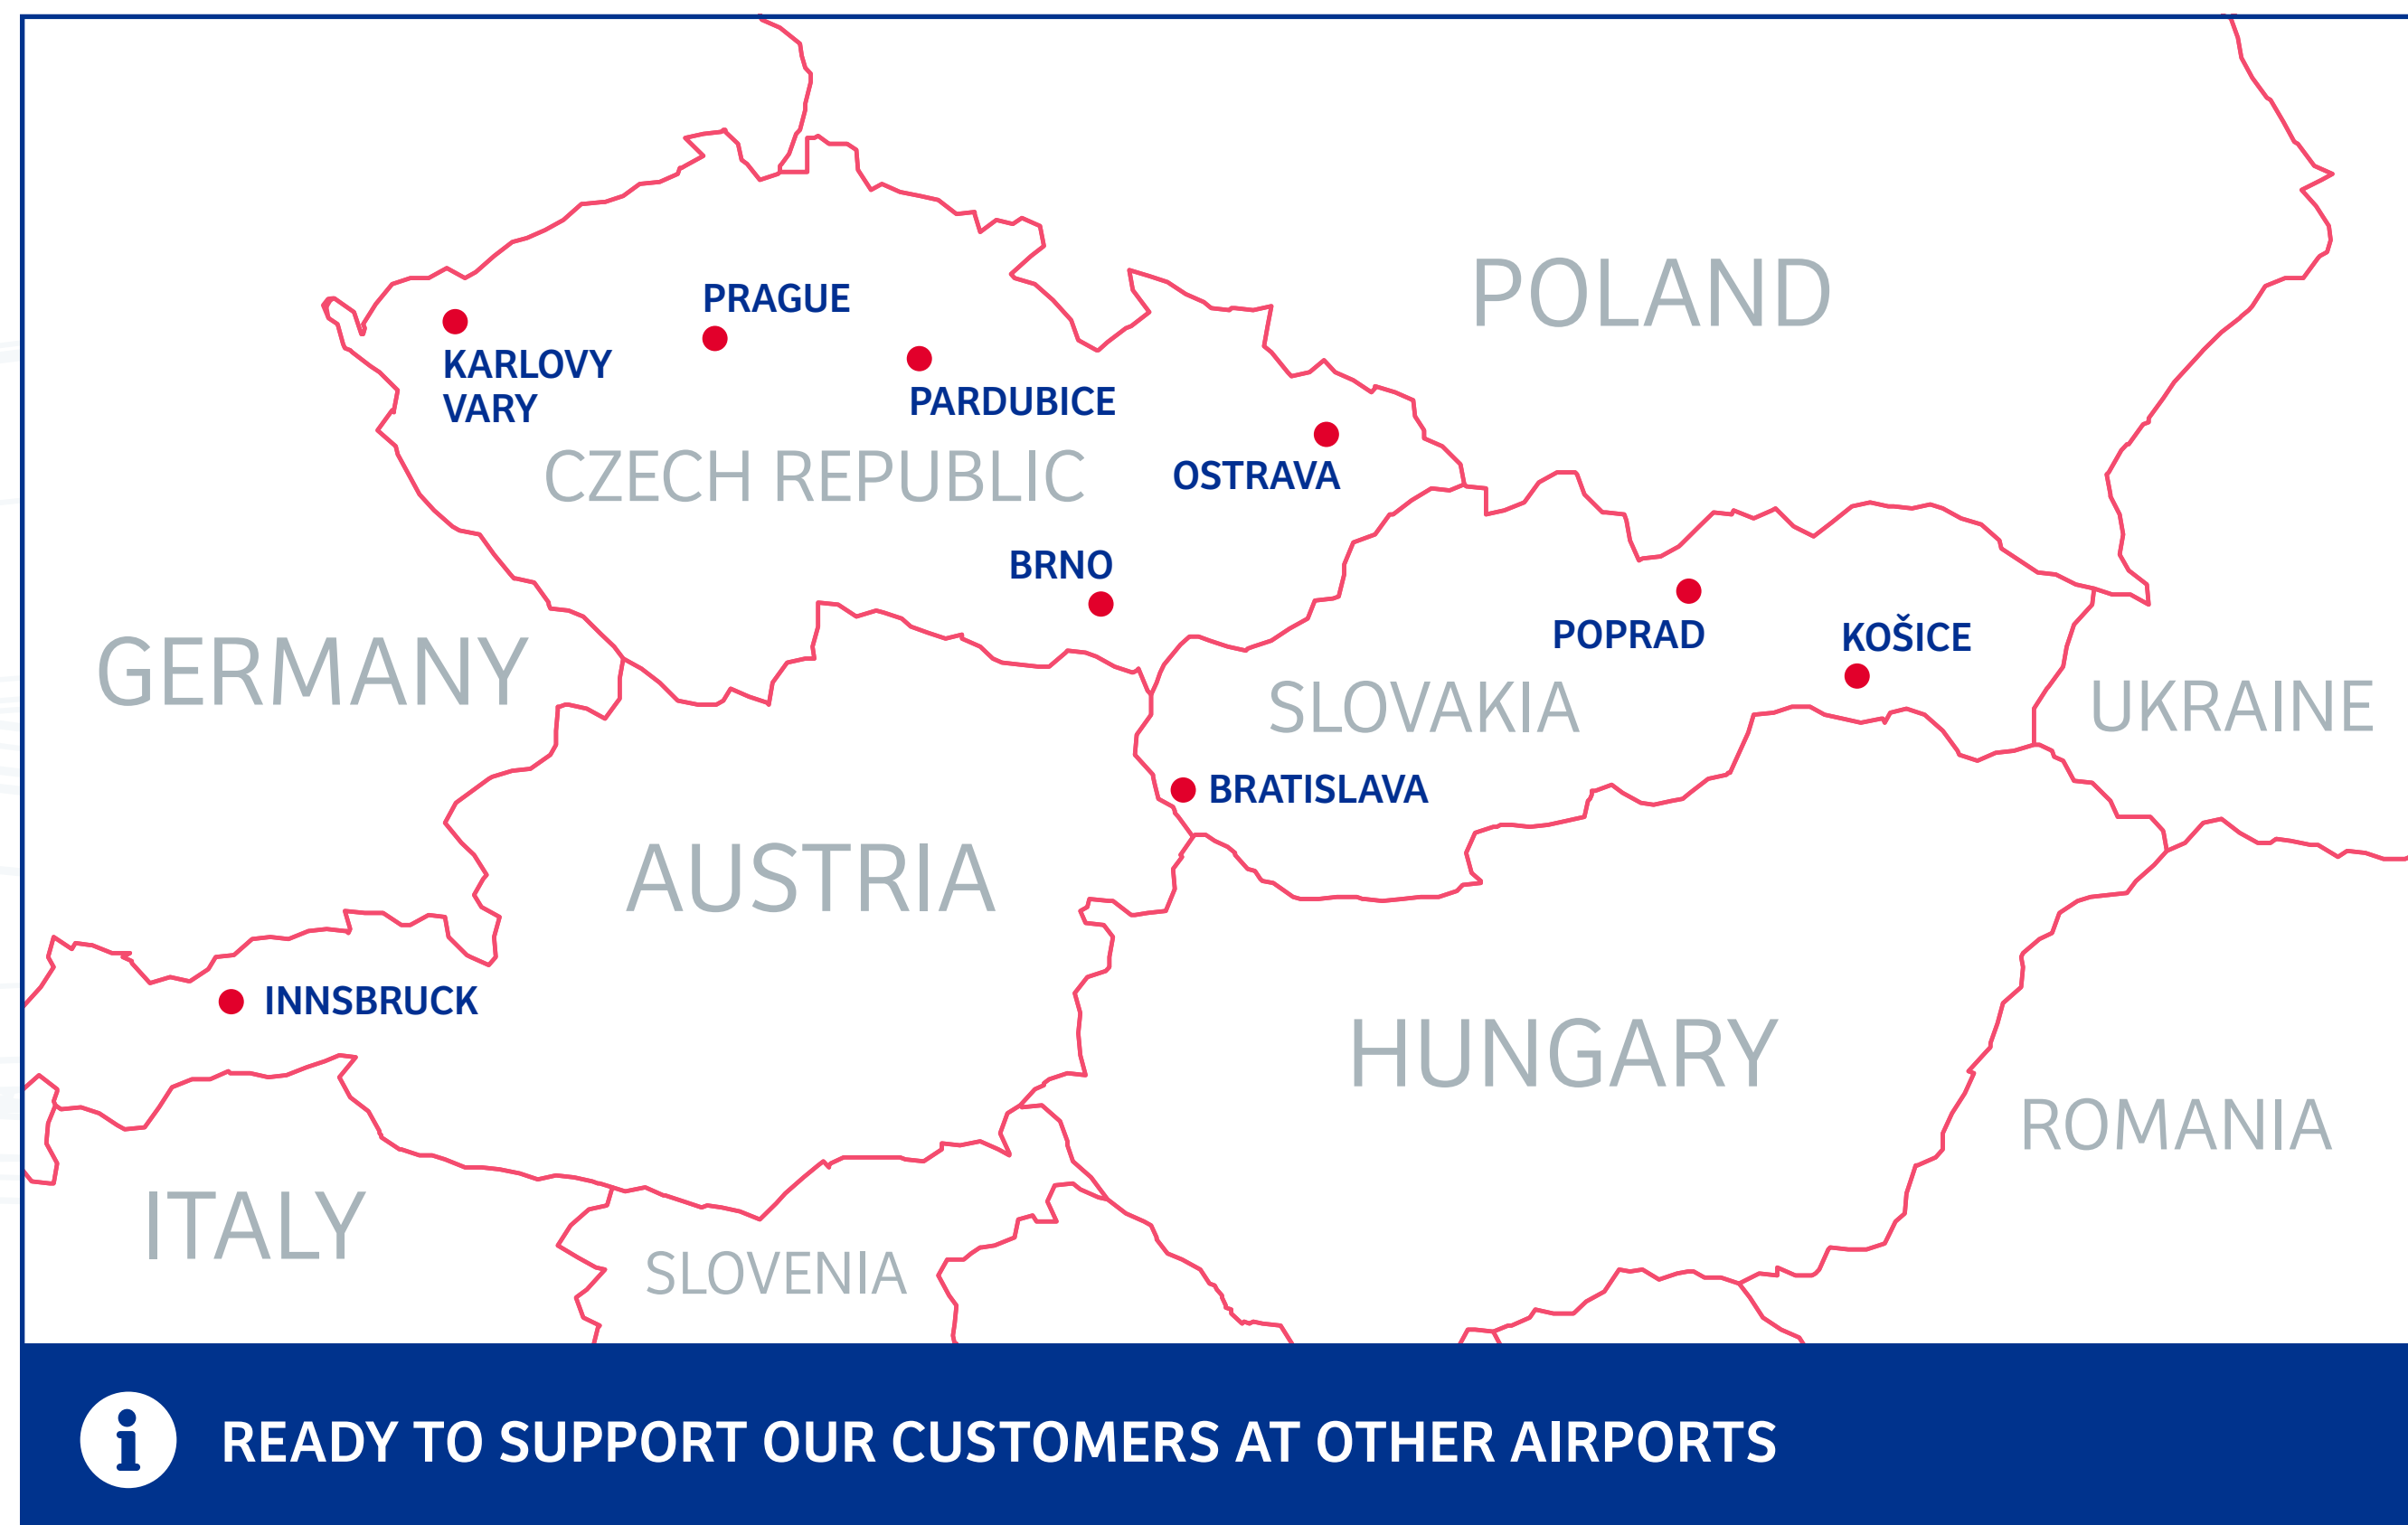 POLAND
PRAGUE
KARLOVY
VARY
PARDUBICE
CZECH REPUBLIC
OSTRAVA
BRNO
GERMANY
POPRAD
KOŠICE
SLOVAKIA
UKRAINE
BRATISLAVA
AUSTRIA
INNSBRUCK
HUNGARY
ROMANIA
ITALY
SLOVENIA
i READY TO SUPPORT OUR CUSTOMERS AT OTHER AIRPORTS